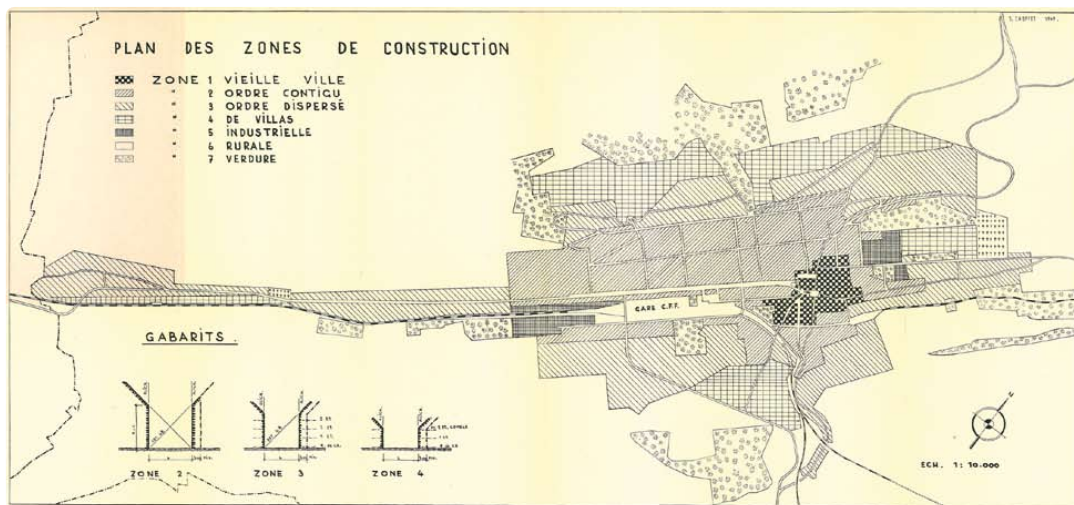 PLAN DES ZONES DE CONSTRUCTION
ZONE 1 VIEILLE VILLE
" 2 ORDRE CONTIGU
" 3 ORDRE DISPERSÉ
" 4 DE VILLAS
" 5 INDUSTRIELLE
" 6 RURALE
" 7 VERDURE
GARE C.F.F.
GABARITS.
ZONE 2
ZONE 3
ZONE 4
ECH. 1:10.000